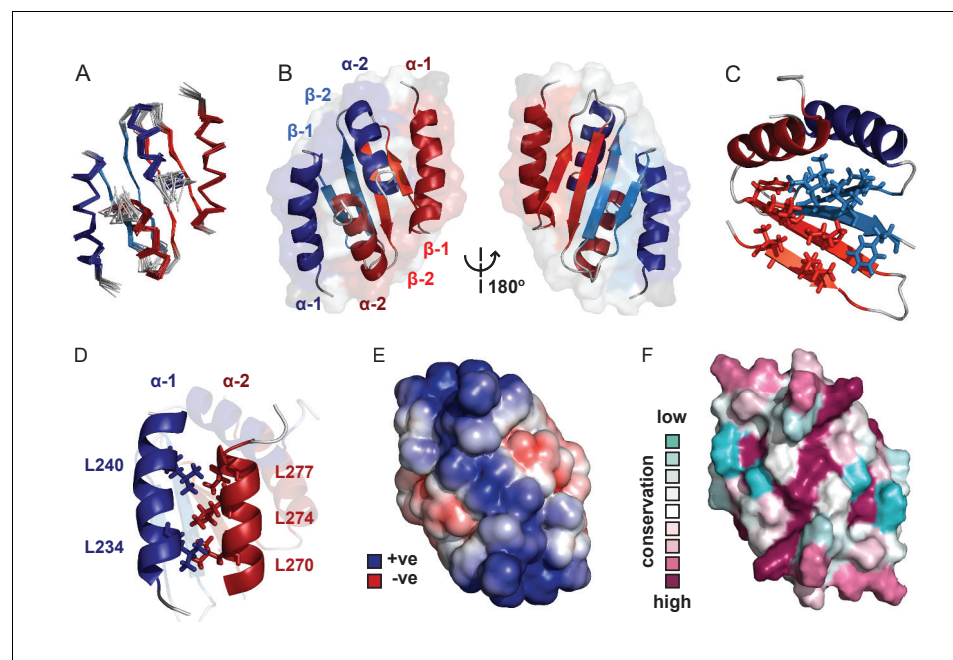 A
B
α-2
α-1
β-2
β-1
β-1
β-2
α-1
α-2
180º
C
D
α-1
α-2
L240
L277
L274
L234
L270
E
+ve
-ve
F
low
conservation
high